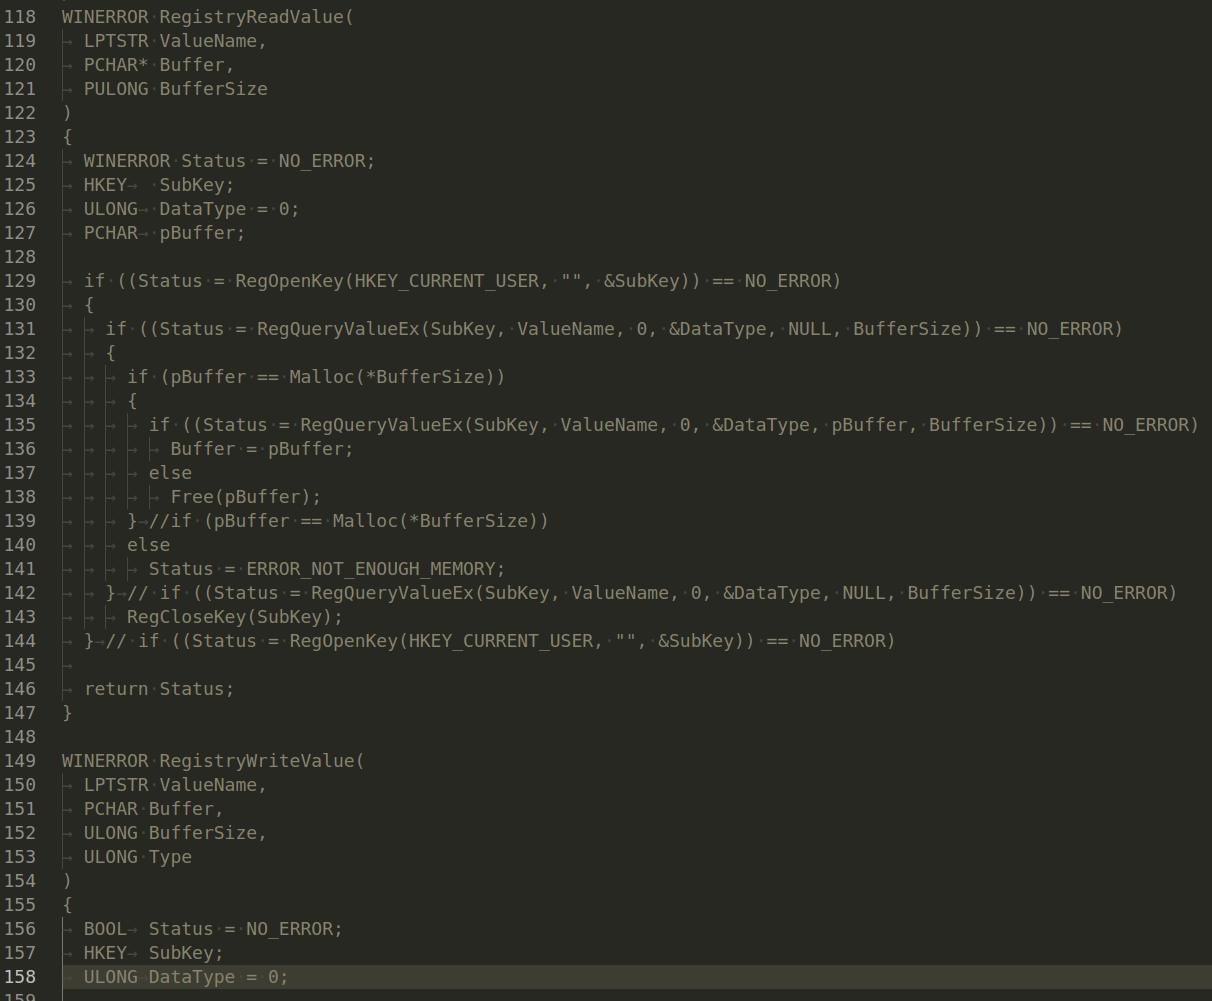 118 WINERROR RegistryReadValue(
119 LPTSTR ValueName,
120 PCHAR* Buffer,
121 PULONG BufferSize
122 )
123 {
124 WINERROR Status = NO_ERROR;
125 HKEY SubKey;
126 ULONG DataType = 0;
127 PCHAR pBuffer;
128
129 if ((Status = RegOpenKey(HKEY_CURRENT_USER, "", &SubKey)) == NO_ERROR)
130 {
131 if ((Status = RegQueryValueEx(SubKey, ValueName, 0, &DataType, NULL, BufferSize)) == NO_ERROR)
132 {
133 if (pBuffer == Malloc(*BufferSize))
134 {
135 if ((Status = RegQueryValueEx(SubKey, ValueName, 0, &DataType, pBuffer, BufferSize)) == NO_ERROR)
136 Buffer = pBuffer;
137 else
138 Free(pBuffer);
139 } //if (pBuffer == Malloc(*BufferSize))
140 else
141 Status = ERROR_NOT_ENOUGH_MEMORY;
142 } // if ((Status = RegQueryValueEx(SubKey, ValueName, 0, &DataType, NULL, BufferSize)) == NO_ERROR)
143 RegCloseKey(SubKey);
144 } // if ((Status = RegOpenKey(HKEY_CURRENT_USER, "", &SubKey)) == NO_ERROR)
145
146 return Status;
147 }
148
149 WINERROR RegistryWriteValue(
150 LPTSTR ValueName,
151 PCHAR Buffer,
152 ULONG BufferSize,
153 ULONG Type
154 )
155 {
156 BOOL Status = NO_ERROR;
157 HKEY SubKey;
158 ULONG DataType = 0;
159